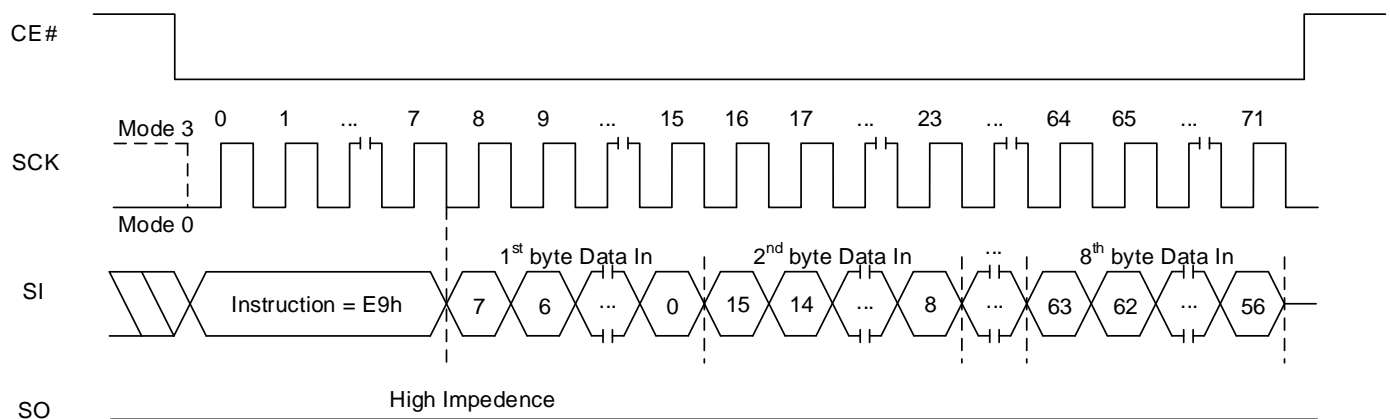 CE#
Mode 3
0 1 ... 7 8 9 ... 15 16 17 ... 23 ... 64 65 ... 71
SCK
Mode 0
1st byte Data In 2nd byte Data In ... 8th byte Data In
SI
Instruction = E9h 7 6 ... 0 15 14 ... 8 ... 63 62 ... 56
High Impedence
SO